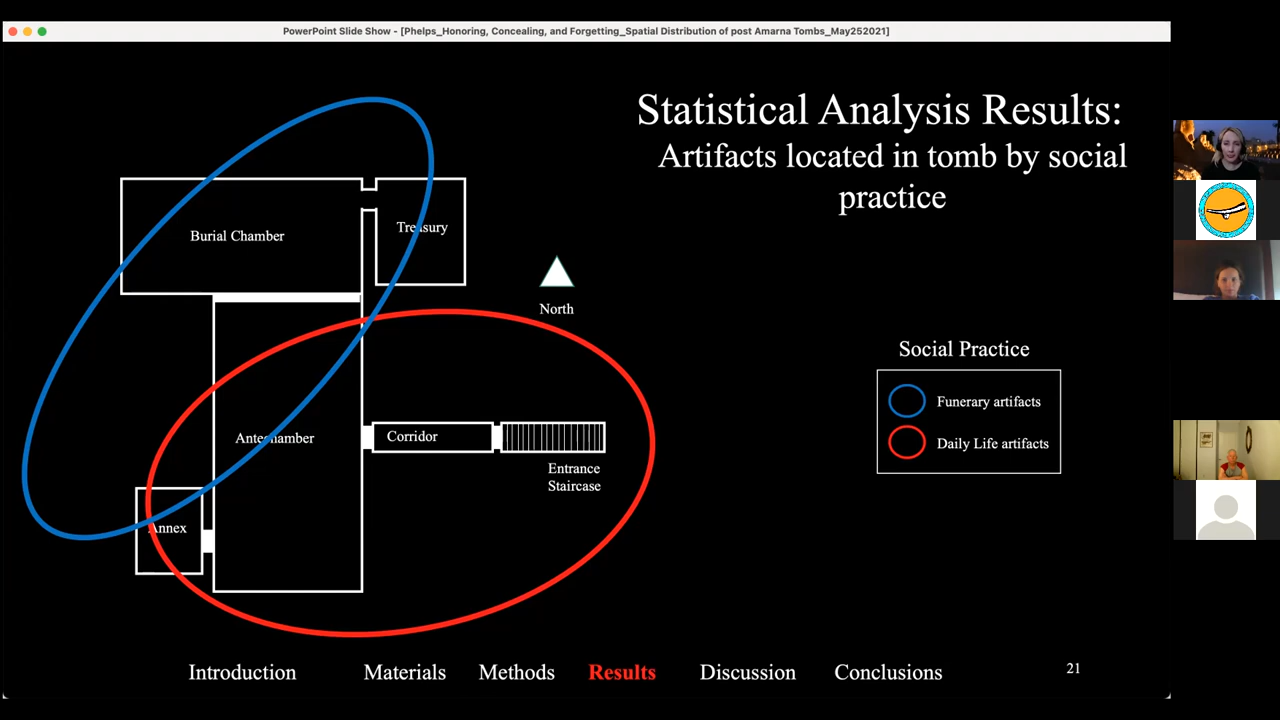 PowerPoint Slide Show - [Phelps_Honoring, Concealing, and Forgetting_Spatial Distribution of post Amarna Tombs_May252021]
Statistical Analysis Results:
Artifacts located in tomb by social
practice
Burial Chamber
Treasury
North
Social Practice
Funerary artifacts
Daily Life artifacts
Antechamber
Corridor
Entrance
Staircase
Annex
Introduction
Materials
Methods
Results
Discussion
Conclusions
21